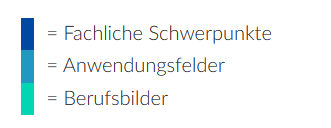 = Fachliche Schwerpunkte
= Anwendungsfelder
= Berufsbilder